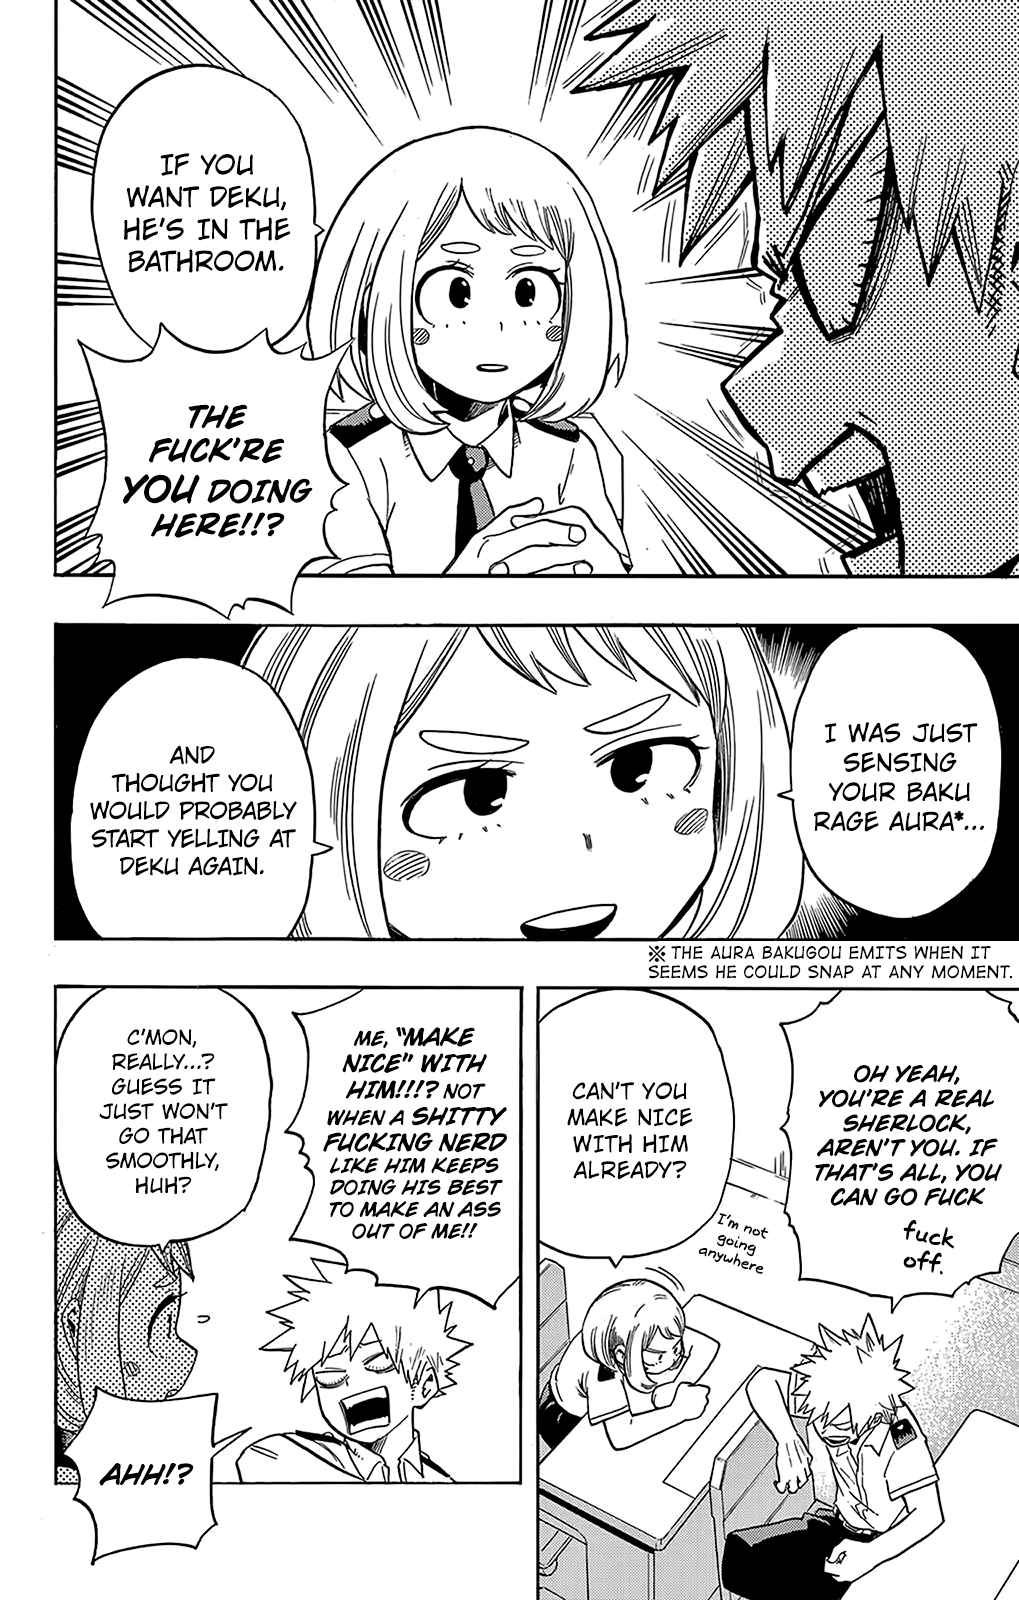 IF YOU
WANT DEKU,
HE'S IN THE
BATHROOM.
THE
FUCK'RE
YOU DOING
HERE!!?
I WAS JUST
SENSING
YOUR BAKU
RAGE AURA*...
AND
THOUGHT YOU
WOULD PROBABLY
START YELLING AT
DEKU AGAIN.
※ THE AURA BAKUGOU EMITS WHEN IT
SEEMS HE COULD SNAP AT ANY MOMENT.
OH YEAH,
YOU'RE A REAL
SHERLOCK,
AREN'T YOU. IF
THAT'S ALL, YOU
CAN GO FUCK
fuck
off.
CAN'T YOU
MAKE NICE
WITH HIM
ALREADY?
I'm not
going
anywhere
ME, "MAKE
NICE" WITH
HIM!!!? NOT
WHEN A SHITTY
FUCKING NERD
LIKE HIM KEEPS
DOING HIS BEST
TO MAKE AN ASS
OUT OF ME!!
C'MON,
REALLY...?
GUESS IT
JUST WON'T
GO THAT
SMOOTHLY,
HUH?
AHH!?